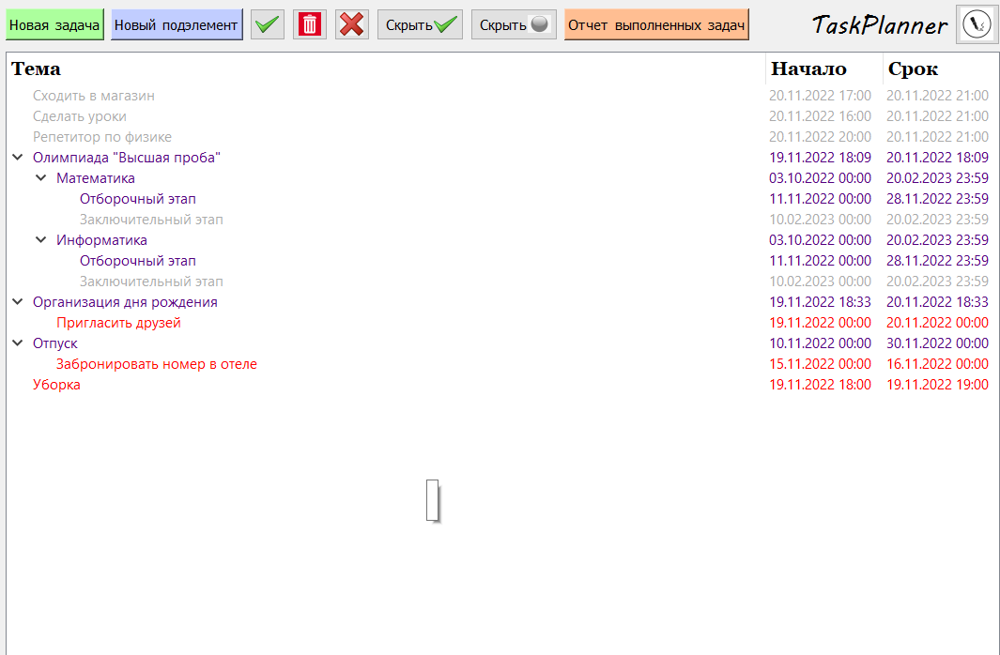 Новая задача Новый подэлемент Скрыть Скрыть Отчет выполненных задач TaskPlanner
Тема Начало Срок
Сходить в магазин 20.11.2022 17:00 20.11.2022 21:00
Сделать уроки 20.11.2022 16:00 20.11.2022 21:00
Репетитор по физике 20.11.2022 20:00 20.11.2022 21:00
Олимпиада "Высшая проба" 19.11.2022 18:09 20.11.2022 18:09
Математика 03.10.2022 00:00 20.02.2023 23:59
Отборочный этап 11.11.2022 00:00 28.11.2022 23:59
Заключительный этап 10.02.2023 00:00 20.02.2023 23:59
Информатика 03.10.2022 00:00 20.02.2023 23:59
Отборочный этап 11.11.2022 00:00 28.11.2022 23:59
Заключительный этап 10.02.2023 00:00 20.02.2023 23:59
Организация дня рождения 19.11.2022 18:33 20.11.2022 18:33
Пригласить друзей 19.11.2022 00:00 20.11.2022 00:00
Отпуск 10.11.2022 00:00 30.11.2022 00:00
Забронировать номер в отеле 15.11.2022 00:00 16.11.2022 00:00
Уборка 19.11.2022 18:00 19.11.2022 19:00